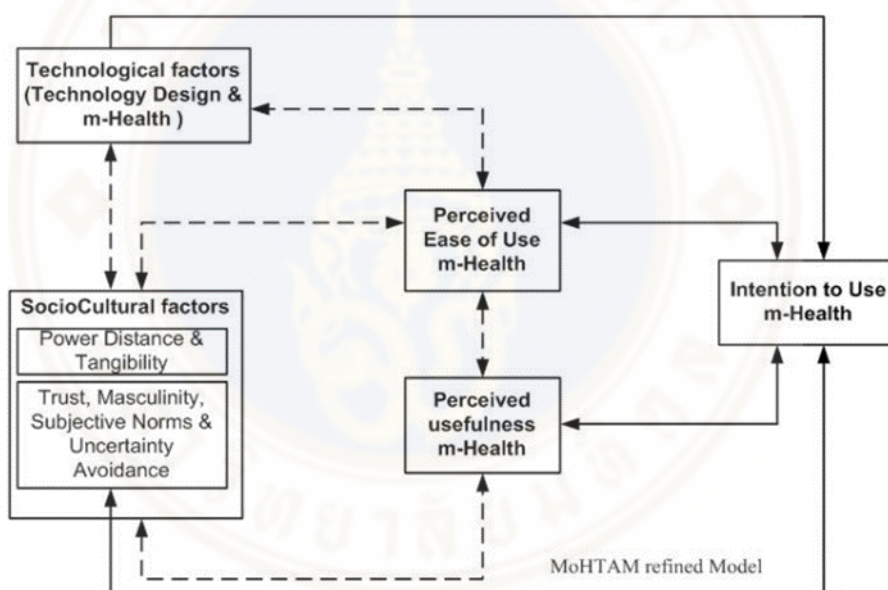 Technological factors
(Technology Design &
m-Health )
Perceived
Ease of Use
m-Health
SocioCultural factors
Power Distance &
Tangibility
Trust, Masculinity,
Subjective Norms &
Uncertainty
Avoidance
Intention to Use
m-Health
Perceived
usefulness
m-Health
MoHTAM refined Model